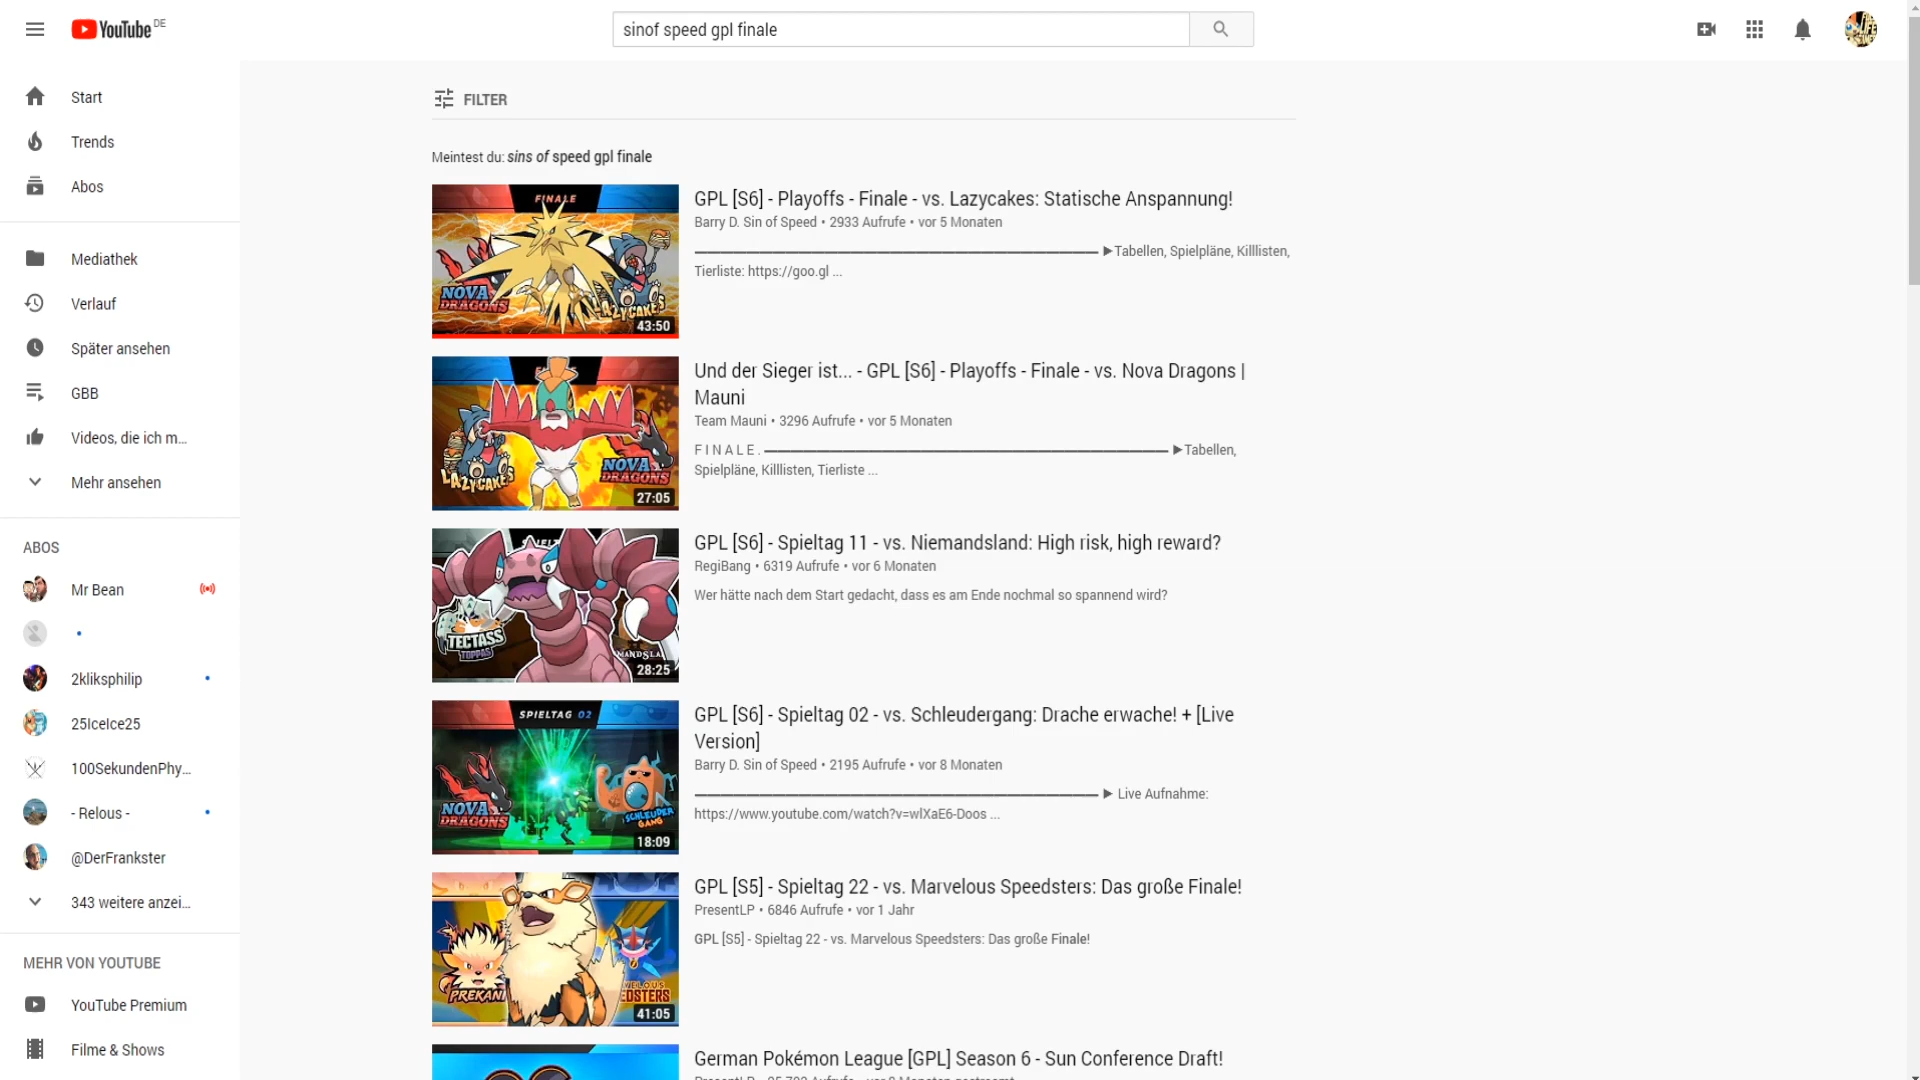 YouTube DE
sinof speed gpl finale
Start
Trends
Abos
Mediathek
Verlauf
Später ansehen
GBB
Videos, die ich m...
Mehr ansehen
ABOS
Mr Bean
2kliksphilip
25IceIce25
100SekundenPhy...
- Relous -
@DerFrankster
343 weitere anzei...
MEHR VON YOUTUBE
YouTube Premium
Filme & Shows
FILTER
Meintest du: sins of speed gpl finale
FINALE
NOVA
DRAGONS
LAZYCAKES
43:50
GPL [S6] - Playoffs - Finale - vs. Lazycakes: Statische Anspannung!
Barry D. Sin of Speed • 2933 Aufrufe • vor 5 Monaten
▬▬▬▬▬▬▬▬▬▬▬▬▬▬▬▬▬▬▬▬▬▬▬▬▬▬▬▬▬▬ ►Tabellen, Spielpläne, Killlisten,
Tierliste: https://goo.gl ...
LAZYCAKES
NOVA
DRAGONS
27:05
Und der Sieger ist... - GPL [S6] - Playoffs - Finale - vs. Nova Dragons |
Mauni
Team Mauni • 3296 Aufrufe • vor 5 Monaten
F I N A L E . ▬▬▬▬▬▬▬▬▬▬▬▬▬▬▬▬▬▬▬▬▬▬▬▬▬▬▬▬▬▬ ►Tabellen,
Spielpläne, Killlisten, Tierliste ...
TECTASS
TOPPAS
28:25
GPL [S6] - Spieltag 11 - vs. Niemandsland: High risk, high reward?
RegiBang • 6319 Aufrufe • vor 6 Monaten
Wer hätte nach dem Start gedacht, dass es am Ende nochmal so spannend wird?
SPIELTAG 02
NOVA
DRAGONS
SCHLEUDER
GANG
18:09
GPL [S6] - Spieltag 02 - vs. Schleudergang: Drache erwache! + [Live
Version]
Barry D. Sin of Speed • 2195 Aufrufe • vor 8 Monaten
▬▬▬▬▬▬▬▬▬▬▬▬▬▬▬▬▬▬▬▬▬▬▬▬▬▬▬▬▬▬ ► Live Aufnahme:
https://www.youtube.com/watch?v=wlXaE6-Doos ...
PREKANI
41:05
GPL [S5] - Spieltag 22 - vs. Marvelous Speedsters: Das große Finale!
PresentLP • 6846 Aufrufe • vor 1 Jahr
GPL [S5] - Spieltag 22 - vs. Marvelous Speedsters: Das große Finale!
German Pokémon League [GPL] Season 6 - Sun Conference Draft!